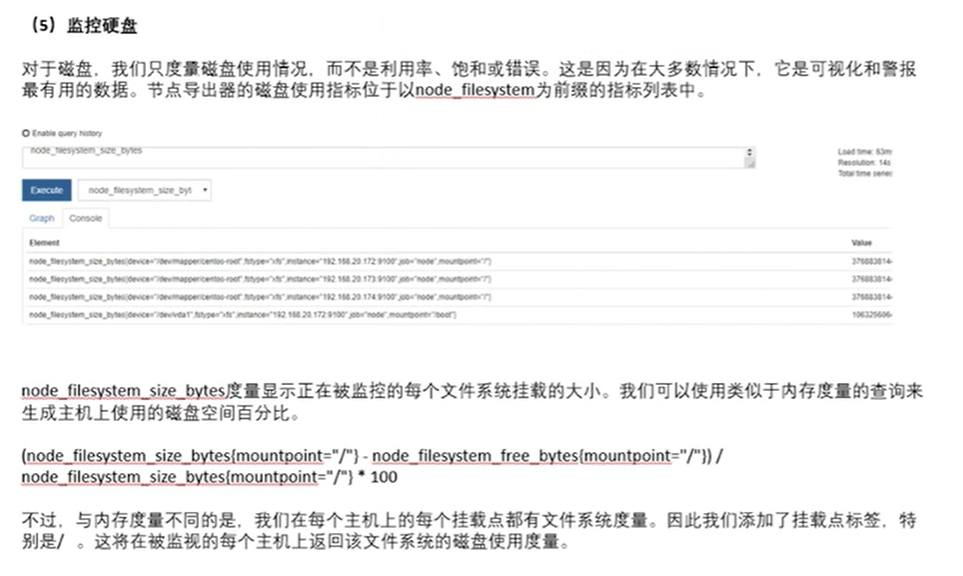 （5）监控硬盘
对于磁盘，我们只度量磁盘使用情况，而不是利用率、饱和或错误。这是因为在大多数情况下，它是可视化和警报
最有用的数据。节点导出器的磁盘使用指标位于以node_filesystem为前缀的指标列表中。
Enable query history
node_filesystem_size_bytes
Load time: 63m
Resolution: 14s
Total time series
Execute node_filesystem_size_byt
Graph Console
Element Value
node_filesystem_size_bytes{device="/dev/mapper/centos-root",fstype="xfs",instance="192.168.20.172:9100",job="node",mountpoint="/"} 376883814
node_filesystem_size_bytes{device="/dev/mapper/centos-root",fstype="xfs",instance="192.168.20.173:9100",job="node",mountpoint="/"} 376883814
node_filesystem_size_bytes{device="/dev/mapper/centos-root",fstype="xfs",instance="192.168.20.174:9100",job="node",mountpoint="/"} 376883814
node_filesystem_size_bytes{device="/dev/vda1",fstype="xfs",instance="192.168.20.172:9100",job="node",mountpoint="/boot"} 106325606
node_filesystem_size_bytes度量显示正在被监控的每个文件系统挂载的大小。我们可以使用类似于内存度量的查询来
生成主机上使用的磁盘空间百分比。
(node_filesystem_size_bytes{mountpoint="/"} - node_filesystem_free_bytes{mountpoint="/"}) /
node_filesystem_size_bytes{mountpoint="/"} * 100
不过，与内存度量不同的是，我们在每个主机上的每个挂载点都有文件系统度量。因此我们添加了挂载点标签，特
别是/ 。这将在被监视的每个主机上返回该文件系统的磁盘使用度量。